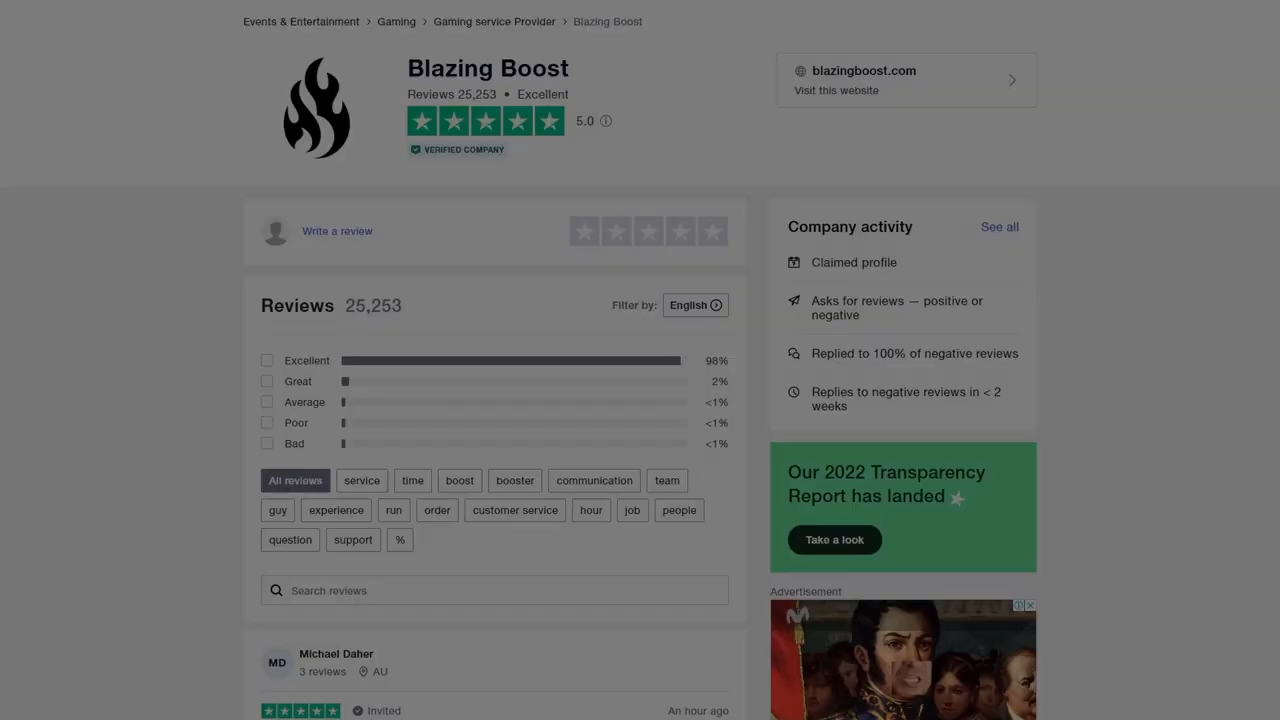 Events & Entertainment > Gaming > Gaming service Provider > Blazing Boost
Blazing Boost
Reviews 25,253 • Excellent
5.0
VERIFIED COMPANY
blazingboost.com
Visit this website
Write a review
Reviews 25,253
Filter by: English
Excellent 98%
Great 2%
Average <1%
Poor <1%
Bad <1%
All reviews service time boost booster communication team
guy experience run order customer service hour job people
question support %
Search reviews
MD Michael Daher
3 reviews AU
Invited An hour ago
Company activity See all
Claimed profile
Asks for reviews — positive or
negative
Replied to 100% of negative reviews
Replies to negative reviews in < 2
weeks
Our 2022 Transparency
Report has landed
Take a look
Advertisement